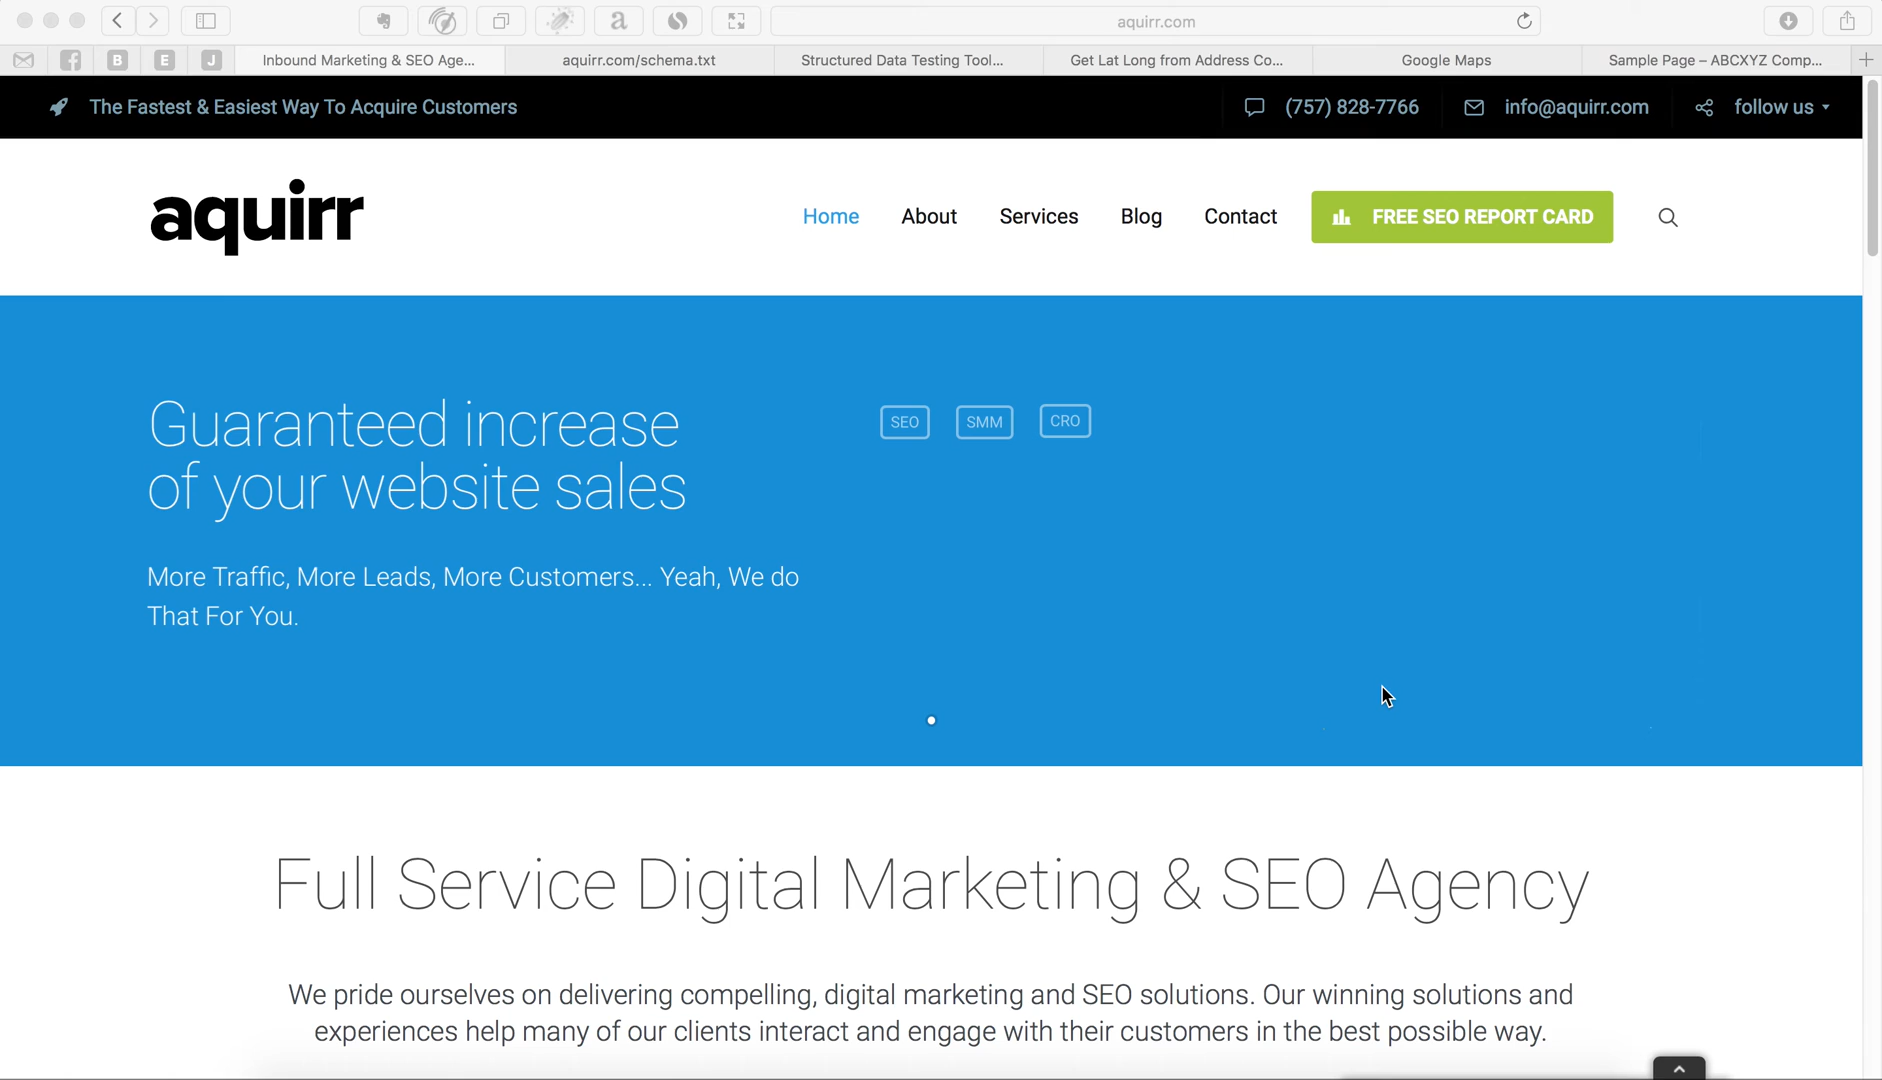 aquirr.com
B
E
J
Inbound Marketing & SEO Age...
aquirr.com/schema.txt
Structured Data Testing Tool...
Get Lat Long from Address Co...
Google Maps
Sample Page – ABCXYZ Comp...
The Fastest & Easiest Way To Acquire Customers
(757) 828-7766
info@aquirr.com
follow us
aquirr
Home
About
Services
Blog
Contact
FREE SEO REPORT CARD
Guaranteed increase
of your website sales
SEO
SMM
CRO
More Traffic, More Leads, More Customers... Yeah, We do
That For You.
Full Service Digital Marketing & SEO Agency
We pride ourselves on delivering compelling, digital marketing and SEO solutions. Our winning solutions and
experiences help many of our clients interact and engage with their customers in the best possible way.